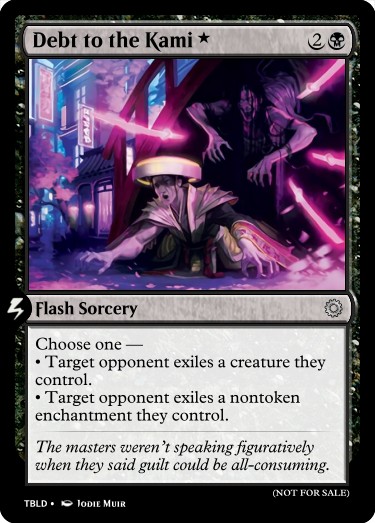 Debt to the Kami ★ 2
Flash Sorcery
Choose one —
• Target opponent exiles a creature they
control.
• Target opponent exiles a nontoken
enchantment they control.
The masters weren't speaking figuratively
when they said guilt could be all-consuming.
(NOT FOR SALE)
TBLD • Jodie Muir